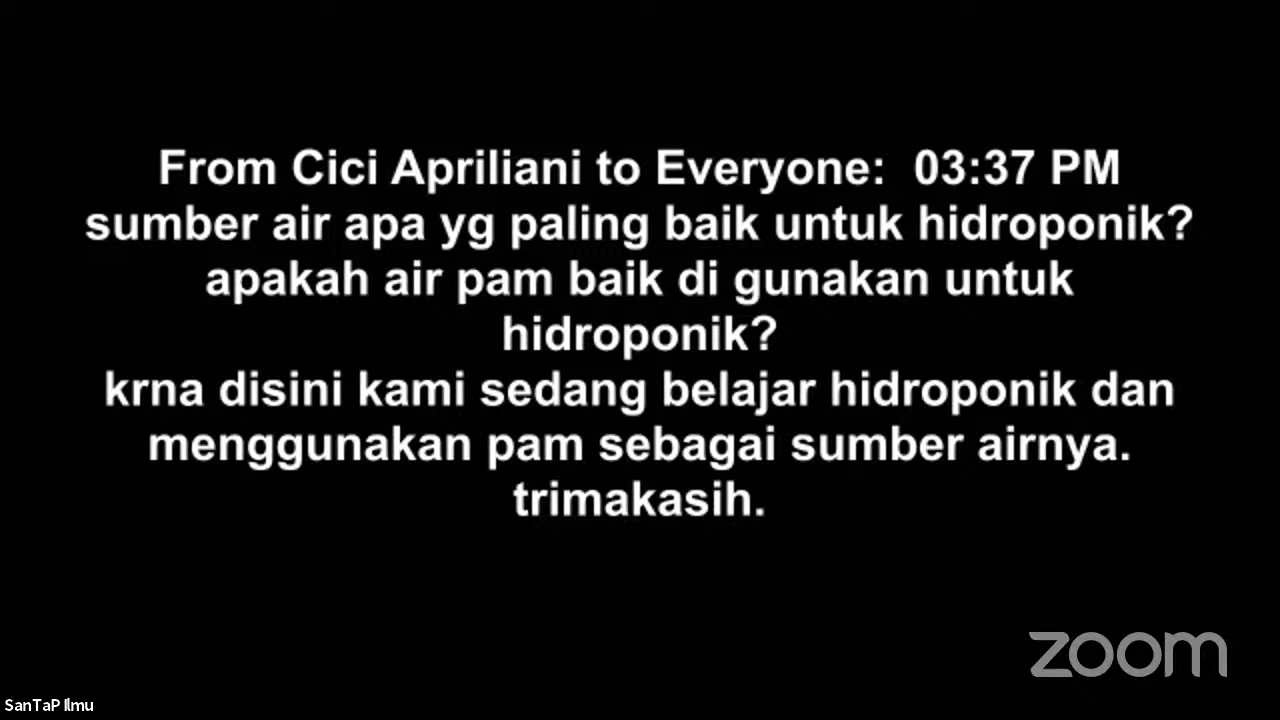 From Cici Apriliani to Everyone:  03:37 PM
sumber air apa yg paling baik untuk hidroponik?
apakah air pam baik di gunakan untuk
hidroponik?
krna disini kami sedang belajar hidroponik dan
menggunakan pam sebagai sumber airnya.
trimakasih.
zoom
SanTaP Ilmu